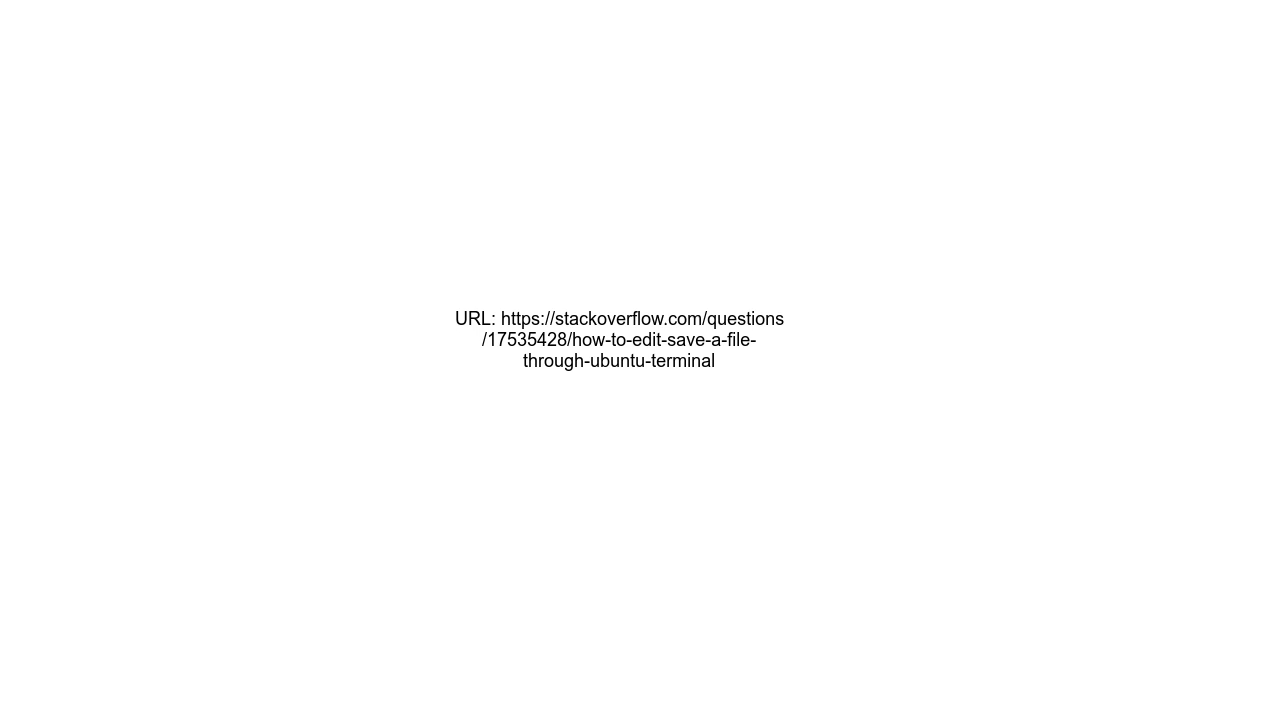 URL: https://stackoverflow.com/questions
/17535428/how-to-edit-save-a-file-
through-ubuntu-terminal